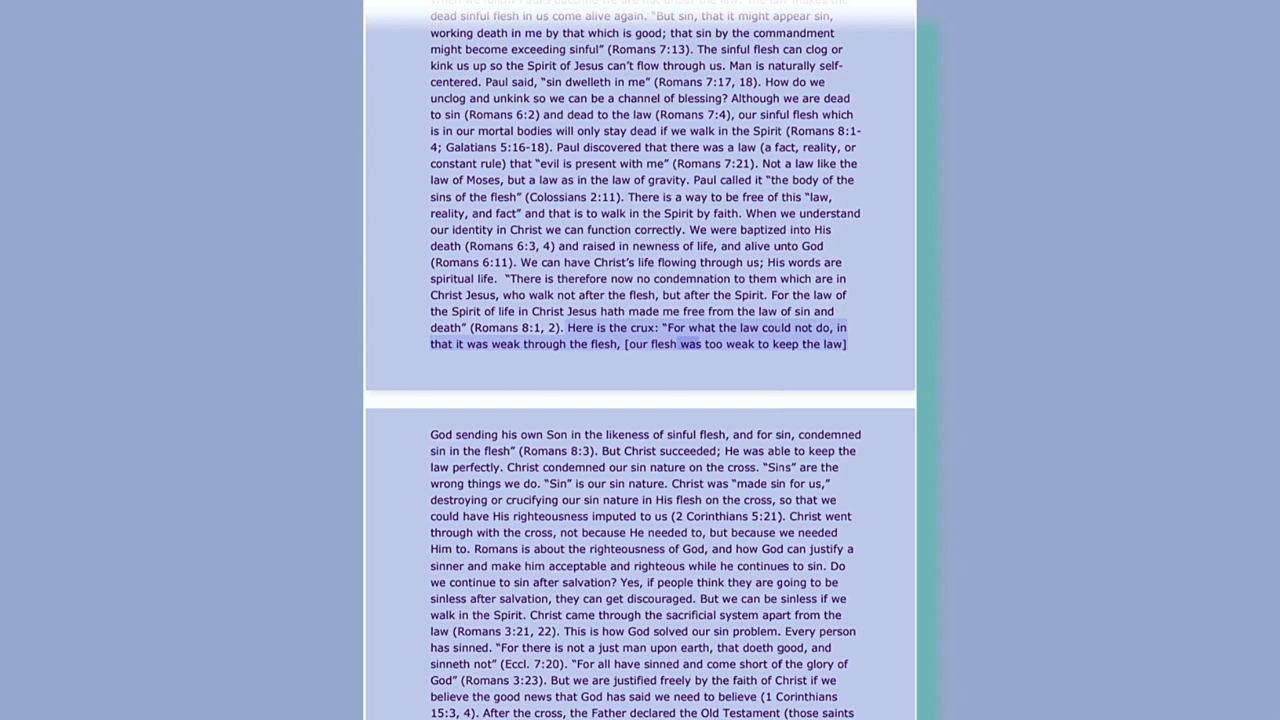 dead sinful flesh in us come alive again. “But sin, that it might appear sin,
working death in me by that which is good; that sin by the commandment
might become exceeding sinful” (Romans 7:13). The sinful flesh can clog or
kink us up so the Spirit of Jesus can’t flow through us. Man is naturally self-
centered. Paul said, “sin dwelleth in me” (Romans 7:17, 18). How do we
unclog and unkink so we can be a channel of blessing? Although we are dead
to sin (Romans 6:2) and dead to the law (Romans 7:4), our sinful flesh which
is in our mortal bodies will only stay dead if we walk in the Spirit (Romans 8:1-
4; Galatians 5:16-18). Paul discovered that there was a law (a fact, reality, or
constant rule) that “evil is present with me” (Romans 7:21). Not a law like the
law of Moses, but a law as in the law of gravity. Paul called it “the body of the
sins of the flesh” (Colossians 2:11). There is a way to be free of this “law,
reality, and fact” and that is to walk in the Spirit by faith. When we understand
our identity in Christ we can function correctly. We were baptized into His
death (Romans 6:3, 4) and raised in newness of life, and alive unto God
(Romans 6:11). We can have Christ’s life flowing through us; His words are
spiritual life.  “There is therefore now no condemnation to them which are in
Christ Jesus, who walk not after the flesh, but after the Spirit. For the law of
the Spirit of life in Christ Jesus hath made me free from the law of sin and
death” (Romans 8:1, 2). Here is the crux: “For what the law could not do, in
that it was weak through the flesh, [our flesh was too weak to keep the law]
God sending his own Son in the likeness of sinful flesh, and for sin, condemned
sin in the flesh” (Romans 8:3). But Christ succeeded; He was able to keep the
law perfectly. Christ condemned our sin nature on the cross. “Sins” are the
wrong things we do. “Sin” is our sin nature. Christ was “made sin for us,”
destroying or crucifying our sin nature in His flesh on the cross, so that we
could have His righteousness imputed to us (2 Corinthians 5:21). Christ went
through with the cross, not because He needed to, but because we needed
Him to. Romans is about the righteousness of God, and how God can justify a
sinner and make him acceptable and righteous while he continues to sin. Do
we continue to sin after salvation? Yes, if people think they are going to be
sinless after salvation, they can get discouraged. But we can be sinless if we
walk in the Spirit. Christ came through the sacrificial system apart from the
law (Romans 3:21, 22). This is how God solved our sin problem. Every person
has sinned. “For there is not a just man upon earth, that doeth good, and
sinneth not” (Eccl. 7:20). “For all have sinned and come short of the glory of
God” (Romans 3:23). But we are justified freely by the faith of Christ if we
believe the good news that God has said we need to believe (1 Corinthians
15:3, 4). After the cross, the Father declared the Old Testament (those saints